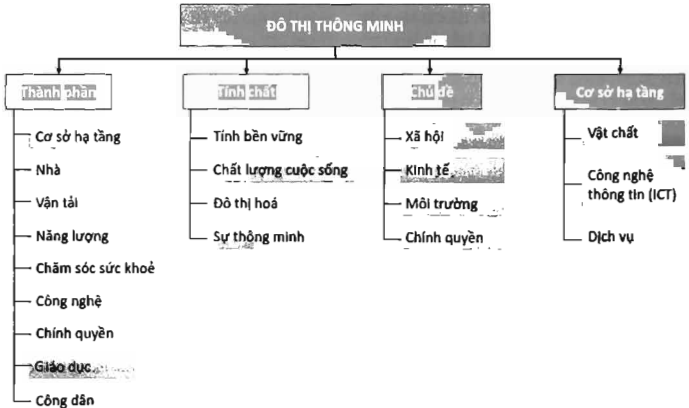 ĐÔ THỊ THÔNG MINH
Thành phần
Cơ sở hạ tầng
Nhà
Vận tải
Năng lượng
Chăm sóc sức khoẻ
Công nghệ
Chính quyền
Giáo dục
Công dân
Tính chất
Tính bền vững
Chất lượng cuộc sống
Đô thị hoá
Sự thông minh
Chủ đề
Xã hội
Kinh tế
Môi trường
Chính quyền
Cơ sở hạ tầng
Vật chất
Công nghệ
thông tin (ICT)
Dịch vụ